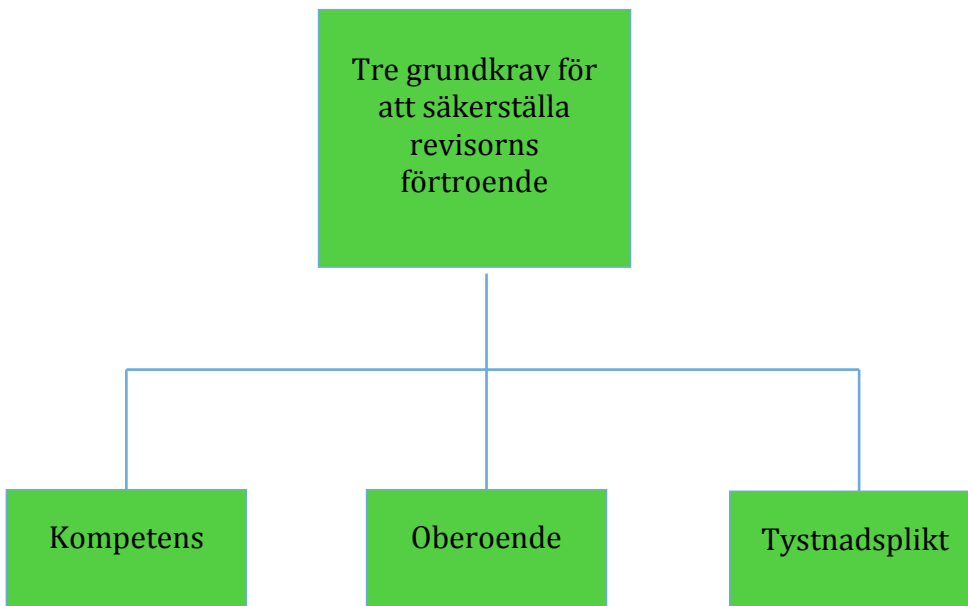 Tre grundkrav för
att säkerställa
revisorns
förtroende
Kompetens
Oberoende
Tystnadsplikt